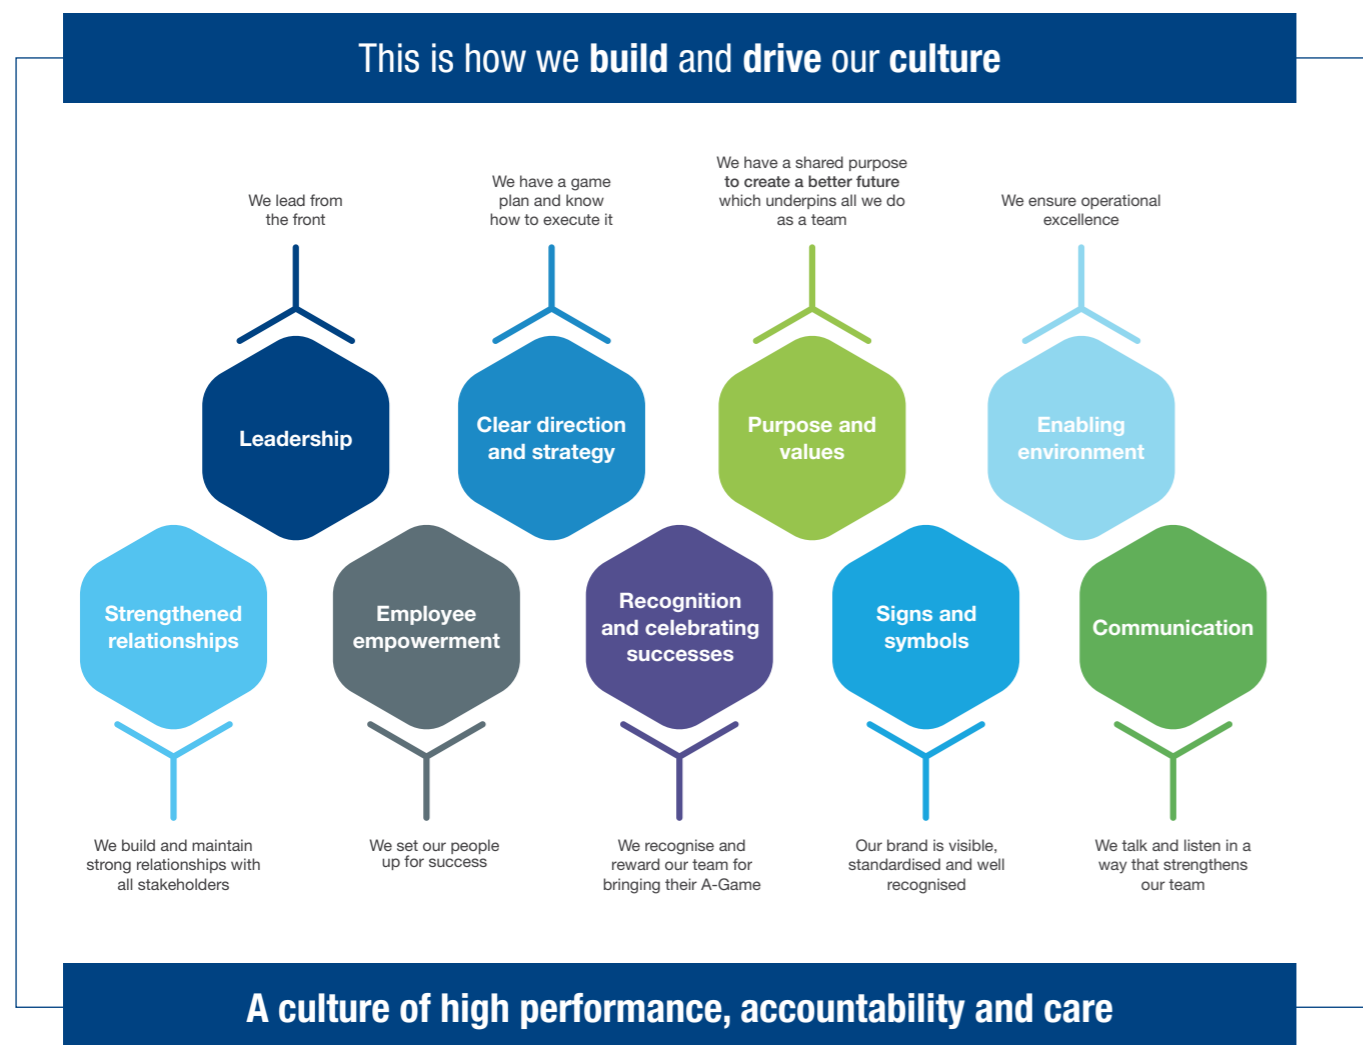 This is how we build and drive our culture
We lead from
the front
We have a game
plan and know
how to execute it
We have a shared purpose
to create a better future
which underpins all we do
as a team
We ensure operational
excellence
Leadership
Clear direction
and strategy
Purpose and
values
Enabling
environment
Strengthened
relationships
Employee
empowerment
Recognition
and celebrating
successes
Signs and
symbols
Communication
We build and maintain
strong relationships with
all stakeholders
We set our people
up for success
We recognise and
reward our team for
bringing their A-Game
Our brand is visible,
standardised and well
recognised
We talk and listen in a
way that strengthens
our team
A culture of high performance, accountability and care